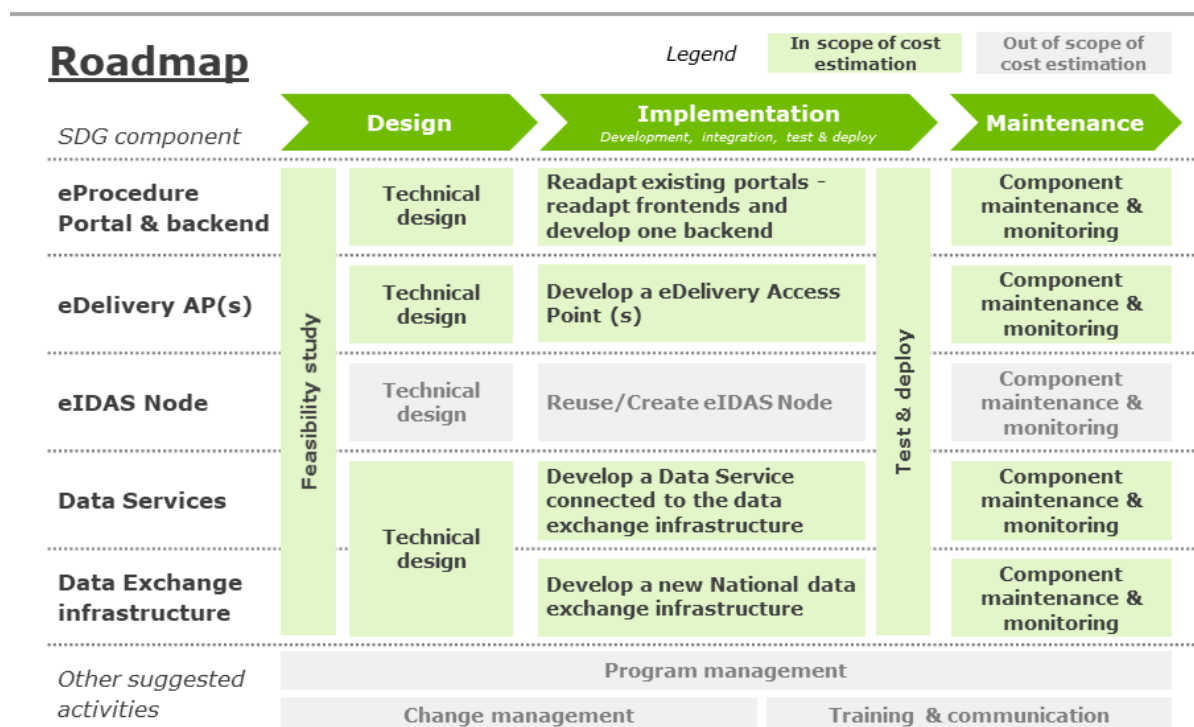 Roadmap
Legend
In scope of cost
estimation
Out of scope of
cost estimation
SDG component
Design
Implementation
Development, integration, test & deploy
Maintenance
eProcedure
Portal & backend
Feasibility study
Technical
design
Readapt existing portals -
readapt frontends and
develop one backend
Test & deploy
Component
maintenance &
monitoring
eDelivery AP(s)
Technical
design
Develop a eDelivery Access
Point (s)
Component
maintenance &
monitoring
eIDAS Node
Technical
design
Reuse/Create eIDAS Node
Component
maintenance &
monitoring
Data Services
Technical
design
Develop a Data Service
connected to the data
exchange infrastructure
Component
maintenance &
monitoring
Data Exchange
infrastructure
Develop a new National data
exchange infrastructure
Component
maintenance &
monitoring
Other suggested
activities
Program management
Change management
Training & communication